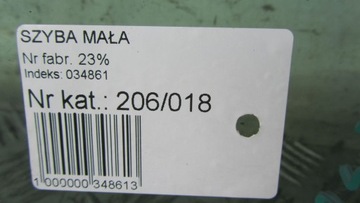 SZYBA MAŁA
Nr fabr. 23%
Indeks: 034861
Nr kat.: 206/018
1 000000 348613